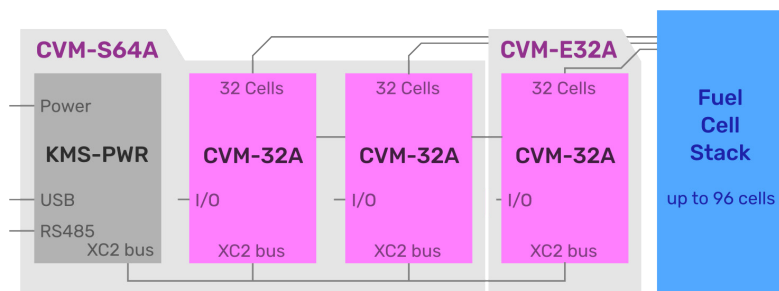 CVM-S64A
CVM-E32A
Power
KMS-PWR
USB
RS485
XC2 bus
32 Cells
CVM-32A
I/O
XC2 bus
32 Cells
CVM-32A
I/O
XC2 bus
32 Cells
CVM-32A
I/O
XC2 bus
Fuel
Cell
Stack
up to 96 cells